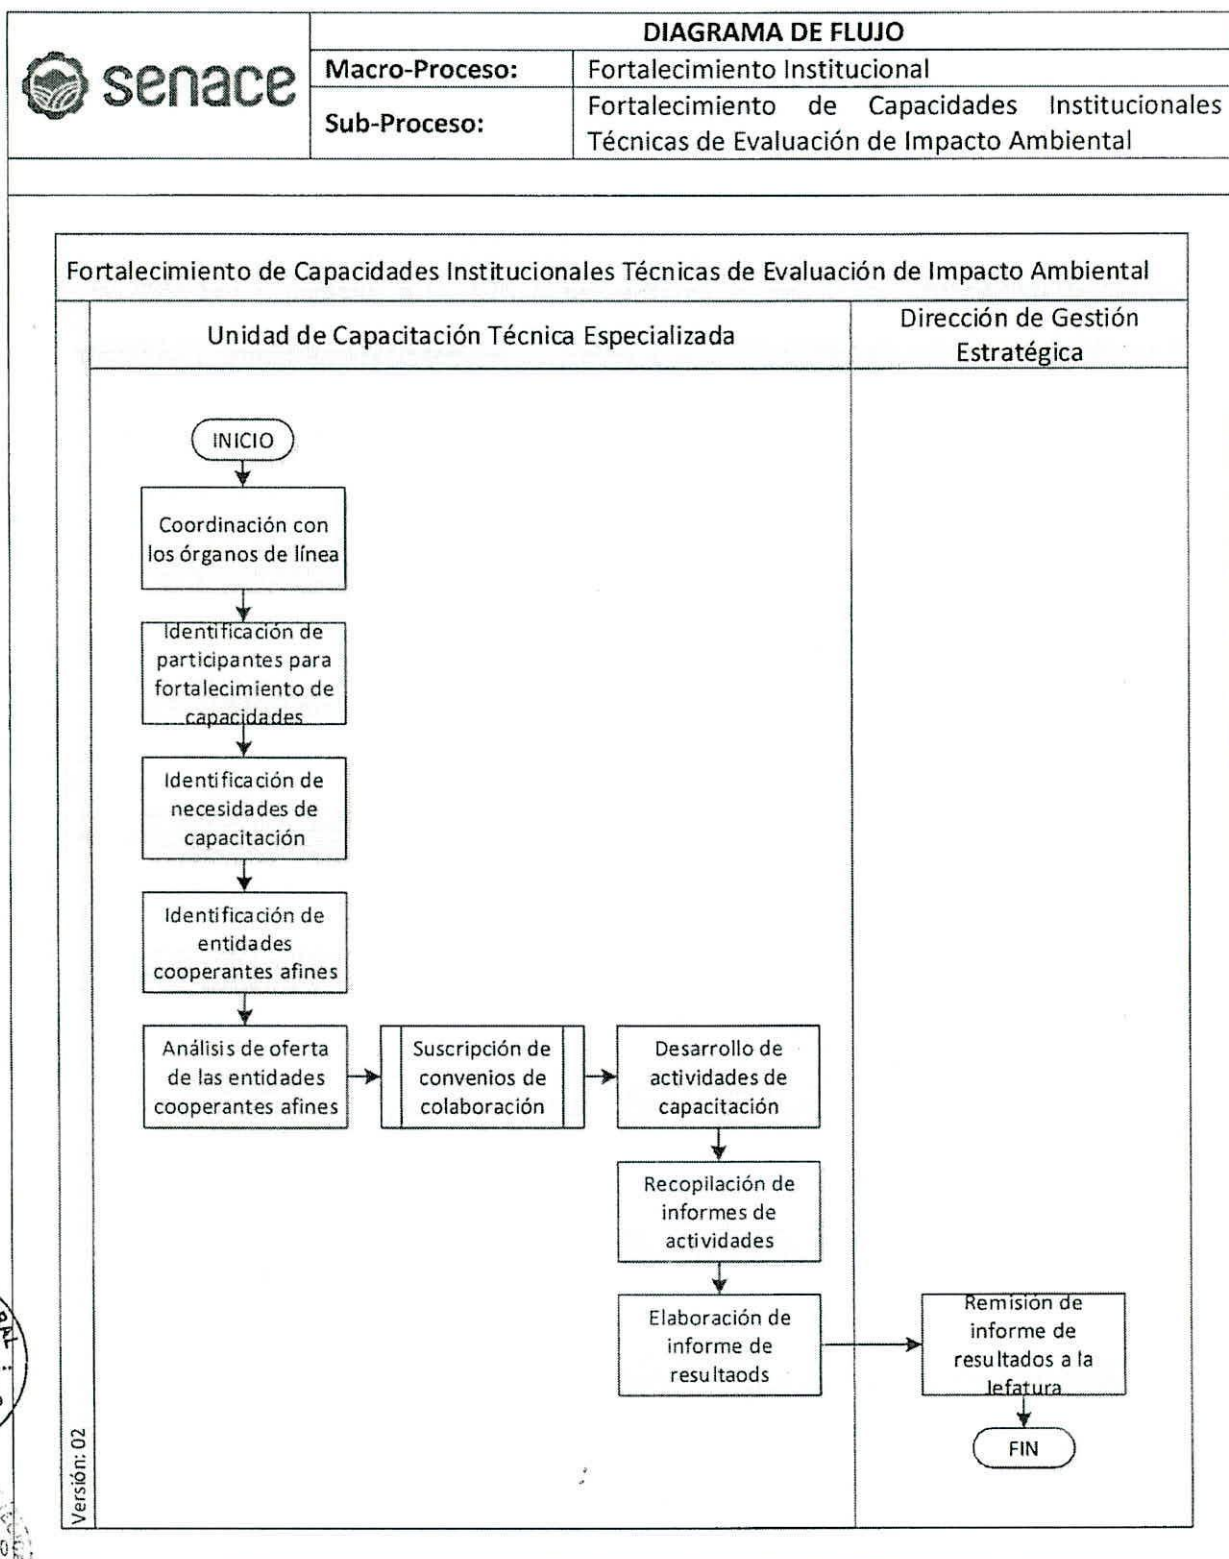 senace
DIAGRAMA DE FLUJO
Macro-Proceso:
Fortalecimiento Institucional
Sub-Proceso:
Fortalecimiento de Capacidades Institucionales
Técnicas de Evaluación de Impacto Ambiental
Fortalecimiento de Capacidades Institucionales Técnicas de Evaluación de Impacto Ambiental
Unidad de Capacitación Técnica Especializada
Dirección de Gestión
Estratégica
INICIO
Coordinación con
los órganos de línea
Identificación de
participantes para
fortalecimiento de
capacidades
Identificación de
necesidades de
capacitación
Identificación de
entidades
cooperantes afines
Análisis de oferta
de las entidades
cooperantes afines
Suscripción de
convenios de
colaboración
Desarrollo de
actividades de
capacitación
Recopilación de
informes de
actividades
Elaboración de
informe de
resultaods
Remisión de
informe de
resultados a la
Jefatura
FIN
Versión: 02